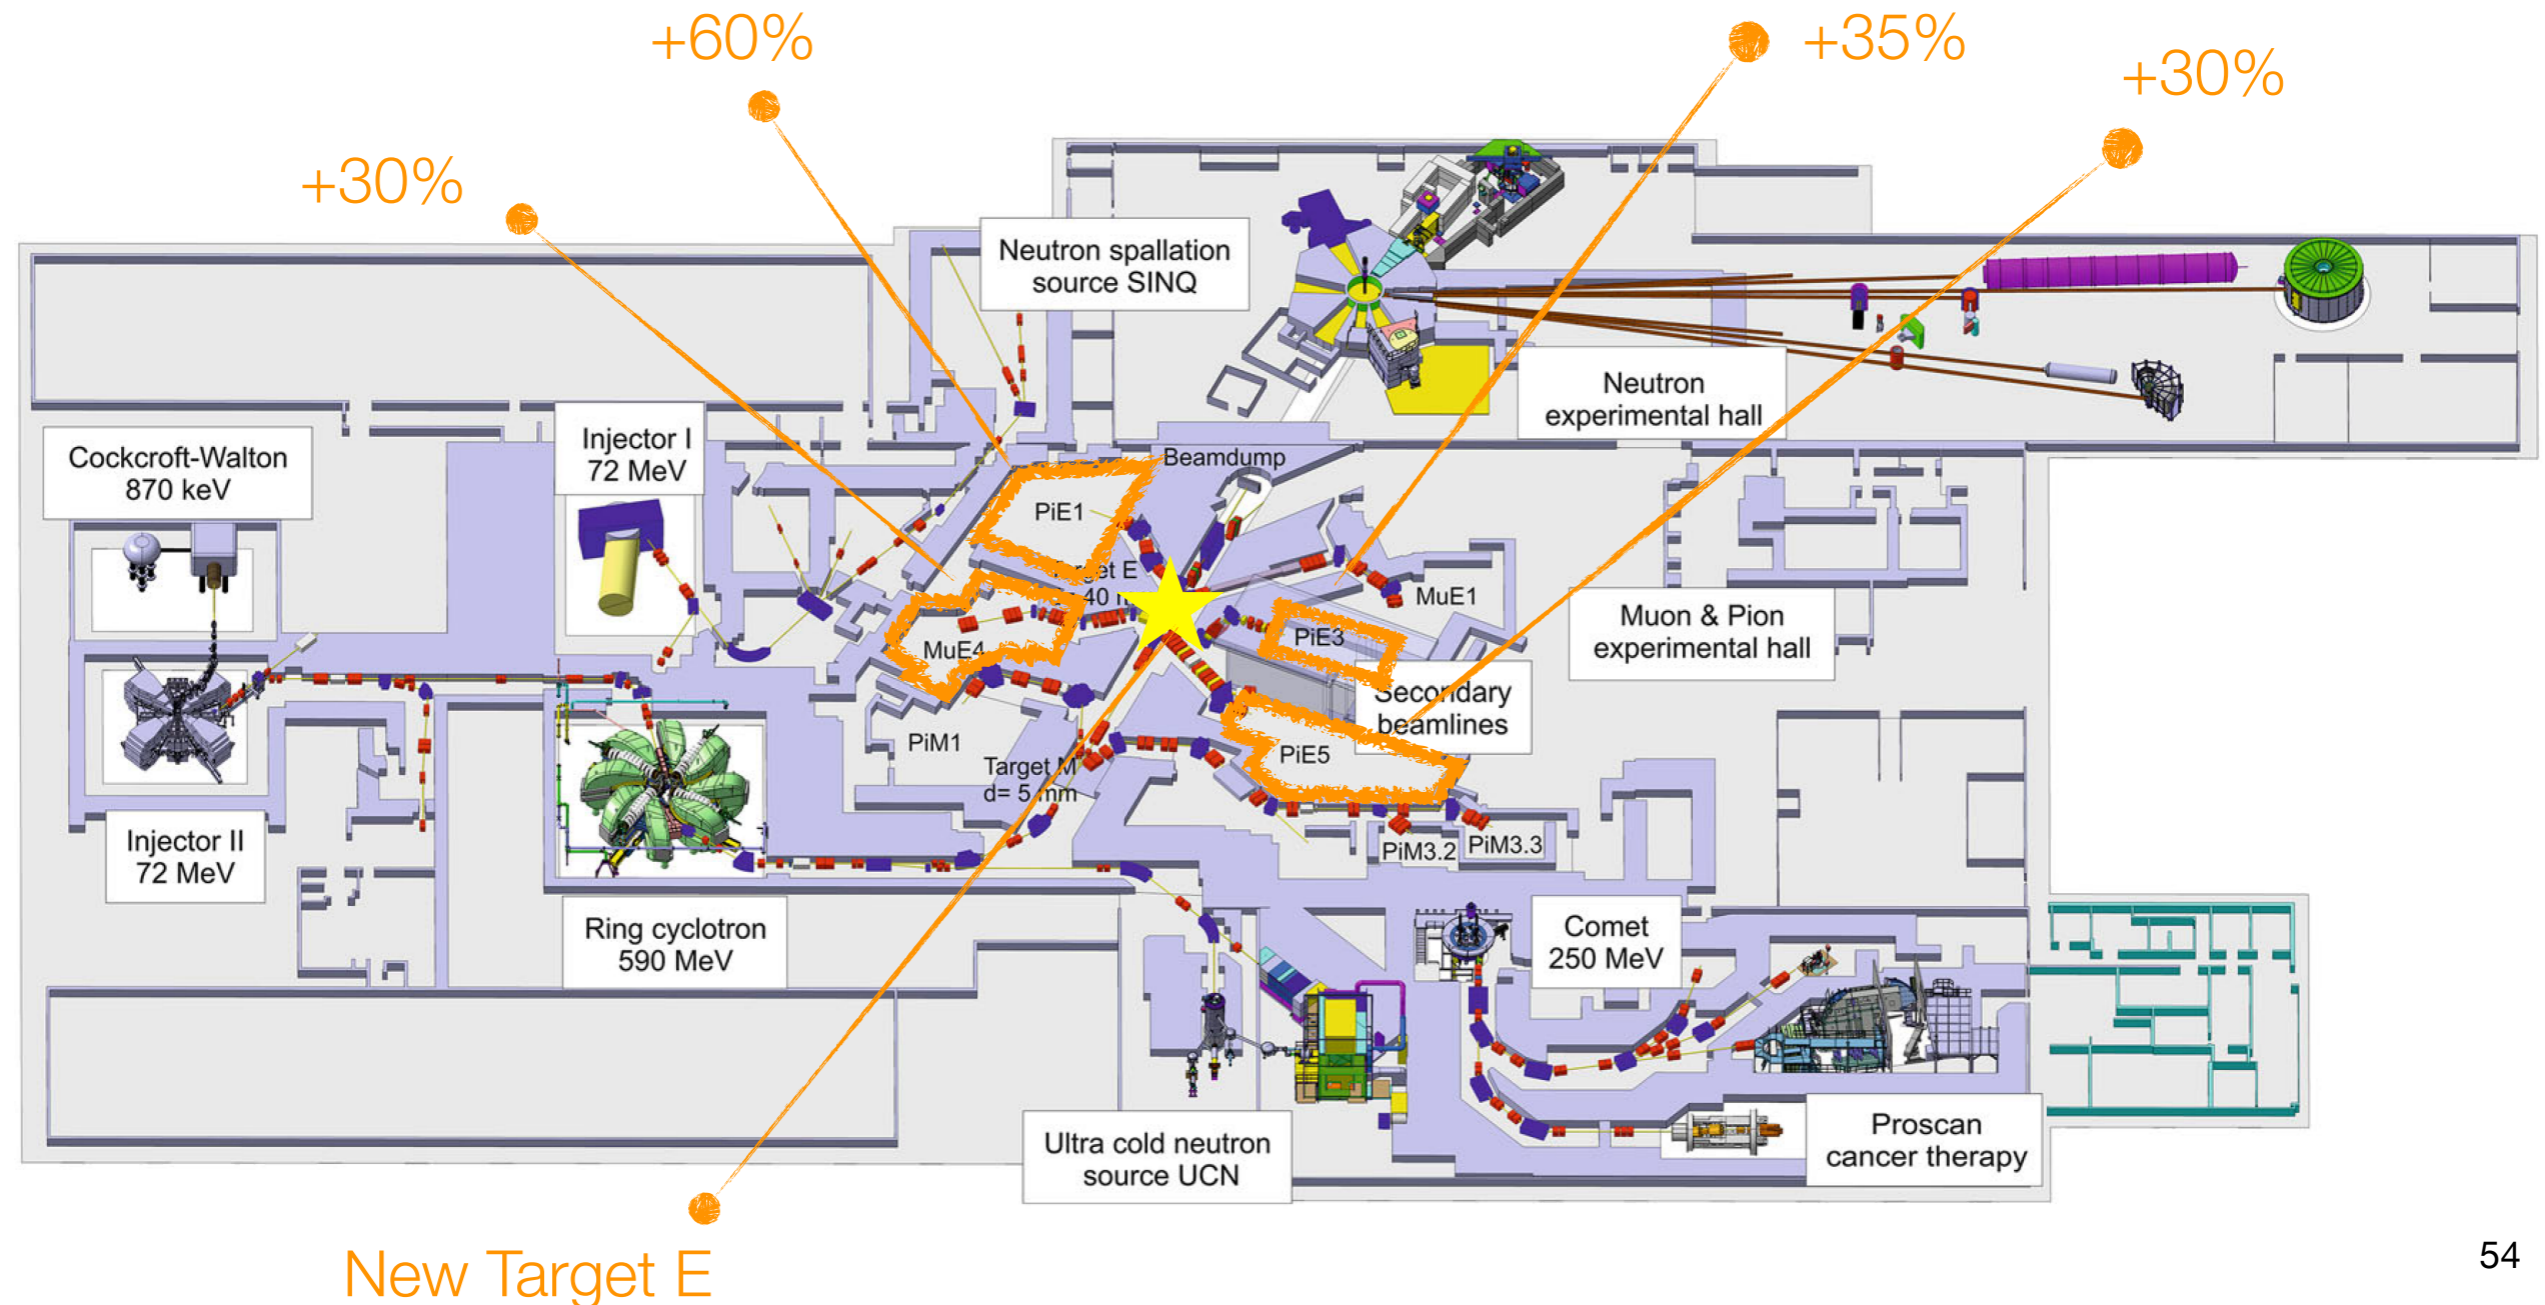 +60%
+35%
+30%
+30%
Neutron spallation
source SINQ
Neutron
experimental hall
Injector I
72 MeV
Cockcroft-Walton
870 keV
Beamdump
PiE1
Target E
40
MuE1
PiE3
MuE4
Muon & Pion
experimental hall
Secondary
beamlines
PiE5
PiM1
Target M
d= 5 mm
PiM3.2
PiM3.3
Injector II
72 MeV
Ring cyclotron
590 MeV
Comet
250 MeV
Ultra cold neutron
source UCN
Proscan
cancer therapy
New Target E
54